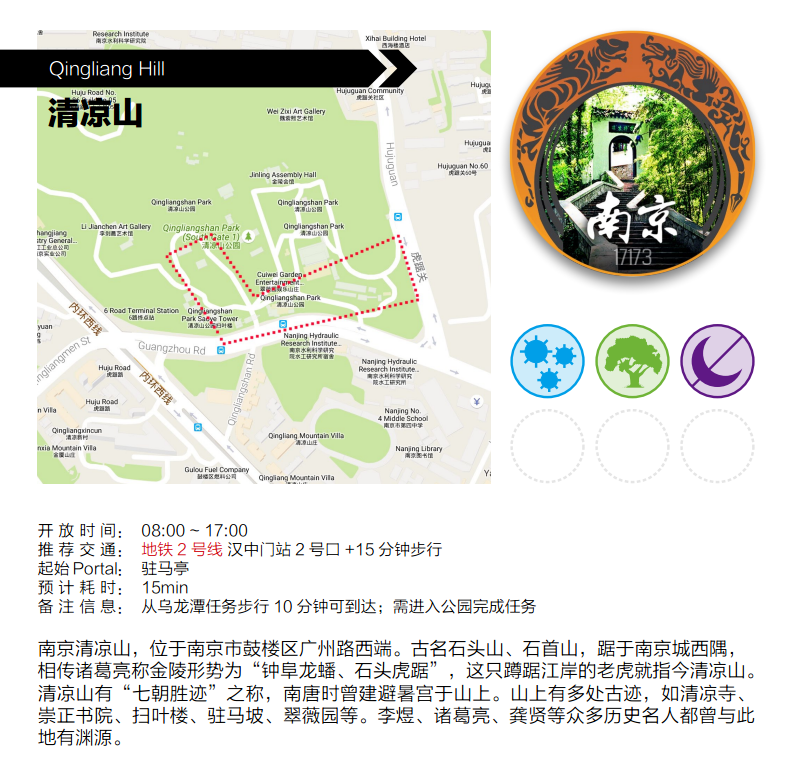 Research Institute
南京水利科学研究院
Xihai Building Hotel
西海楼酒店
Qingliang Hill
清凉山
Huju Road No.
Hujuguan Community
虎踞关社区
Wei Zixi Art Gallery
魏紫熙艺术馆
Hujuguan
Hujuguan No.60
虎踞关60号
Jinling Assembly Hall
金陵会馆
Qingliangshan Park
清凉山公园
Qingliangshan Park
清凉山公园
Li Jianchen Art Gallery
李剑晨艺术馆
Qingliangshan Park
(South Gate 1)
清凉山公园
Qingliangshan Park
清凉山公园
虎踞关
Cuiwei Garden
Entertainment...
Qingliangshan Park
清凉山公园
6 Road Terminal Station
6路终点站
Qingliangshan
Park Saoye Tower
清凉山公园扫叶楼
内环西线
Guangzhou Rd
Nanjing Hydraulic
Research Institute...
南京水利科学研究
院水工研究所宿舍
Nanjing Hydraulic
Research Institute...
南京水利科学研究
院水工研究所
Qingliangmen St
Huju Road
虎踞路
内环西线
Qingliangshan Rd
Huju Road
虎踞路
Nanjing No.
4 Middle School
南京市第四中学
Qingliangxincun
清凉新村
Qingliang Mountain Villa
清凉山庄
Nanjing Library
南京图书馆
Gulou Fuel Company
鼓楼区燃料公司
Qingliang Mountain Villa
清凉山庄
南京
17173
开放时间： 08:00 ~ 17:00
推荐交通： 地铁 2 号线 汉中门站 2 号口 +15 分钟步行
起始 Portal： 驻马亭
预计耗时： 15min
备注信息： 从乌龙潭任务步行 10 分钟可到达；需进入公园完成任务
南京清凉山，位于南京市鼓楼区广州路西端。古名石头山、石首山，踞于南京城西隅，
相传诸葛亮称金陵形势为“钟阜龙蟠、石头虎踞”，这只蹲踞江岸的老虎就指今清凉山。
清凉山有“七朝胜迹”之称，南唐时曾建避暑宫于山上。山上有多处古迹，如清凉寺、
崇正书院、扫叶楼、驻马坡、翠薇园等。李煜、诸葛亮、龚贤等众多历史名人都曾与此
地有渊源。